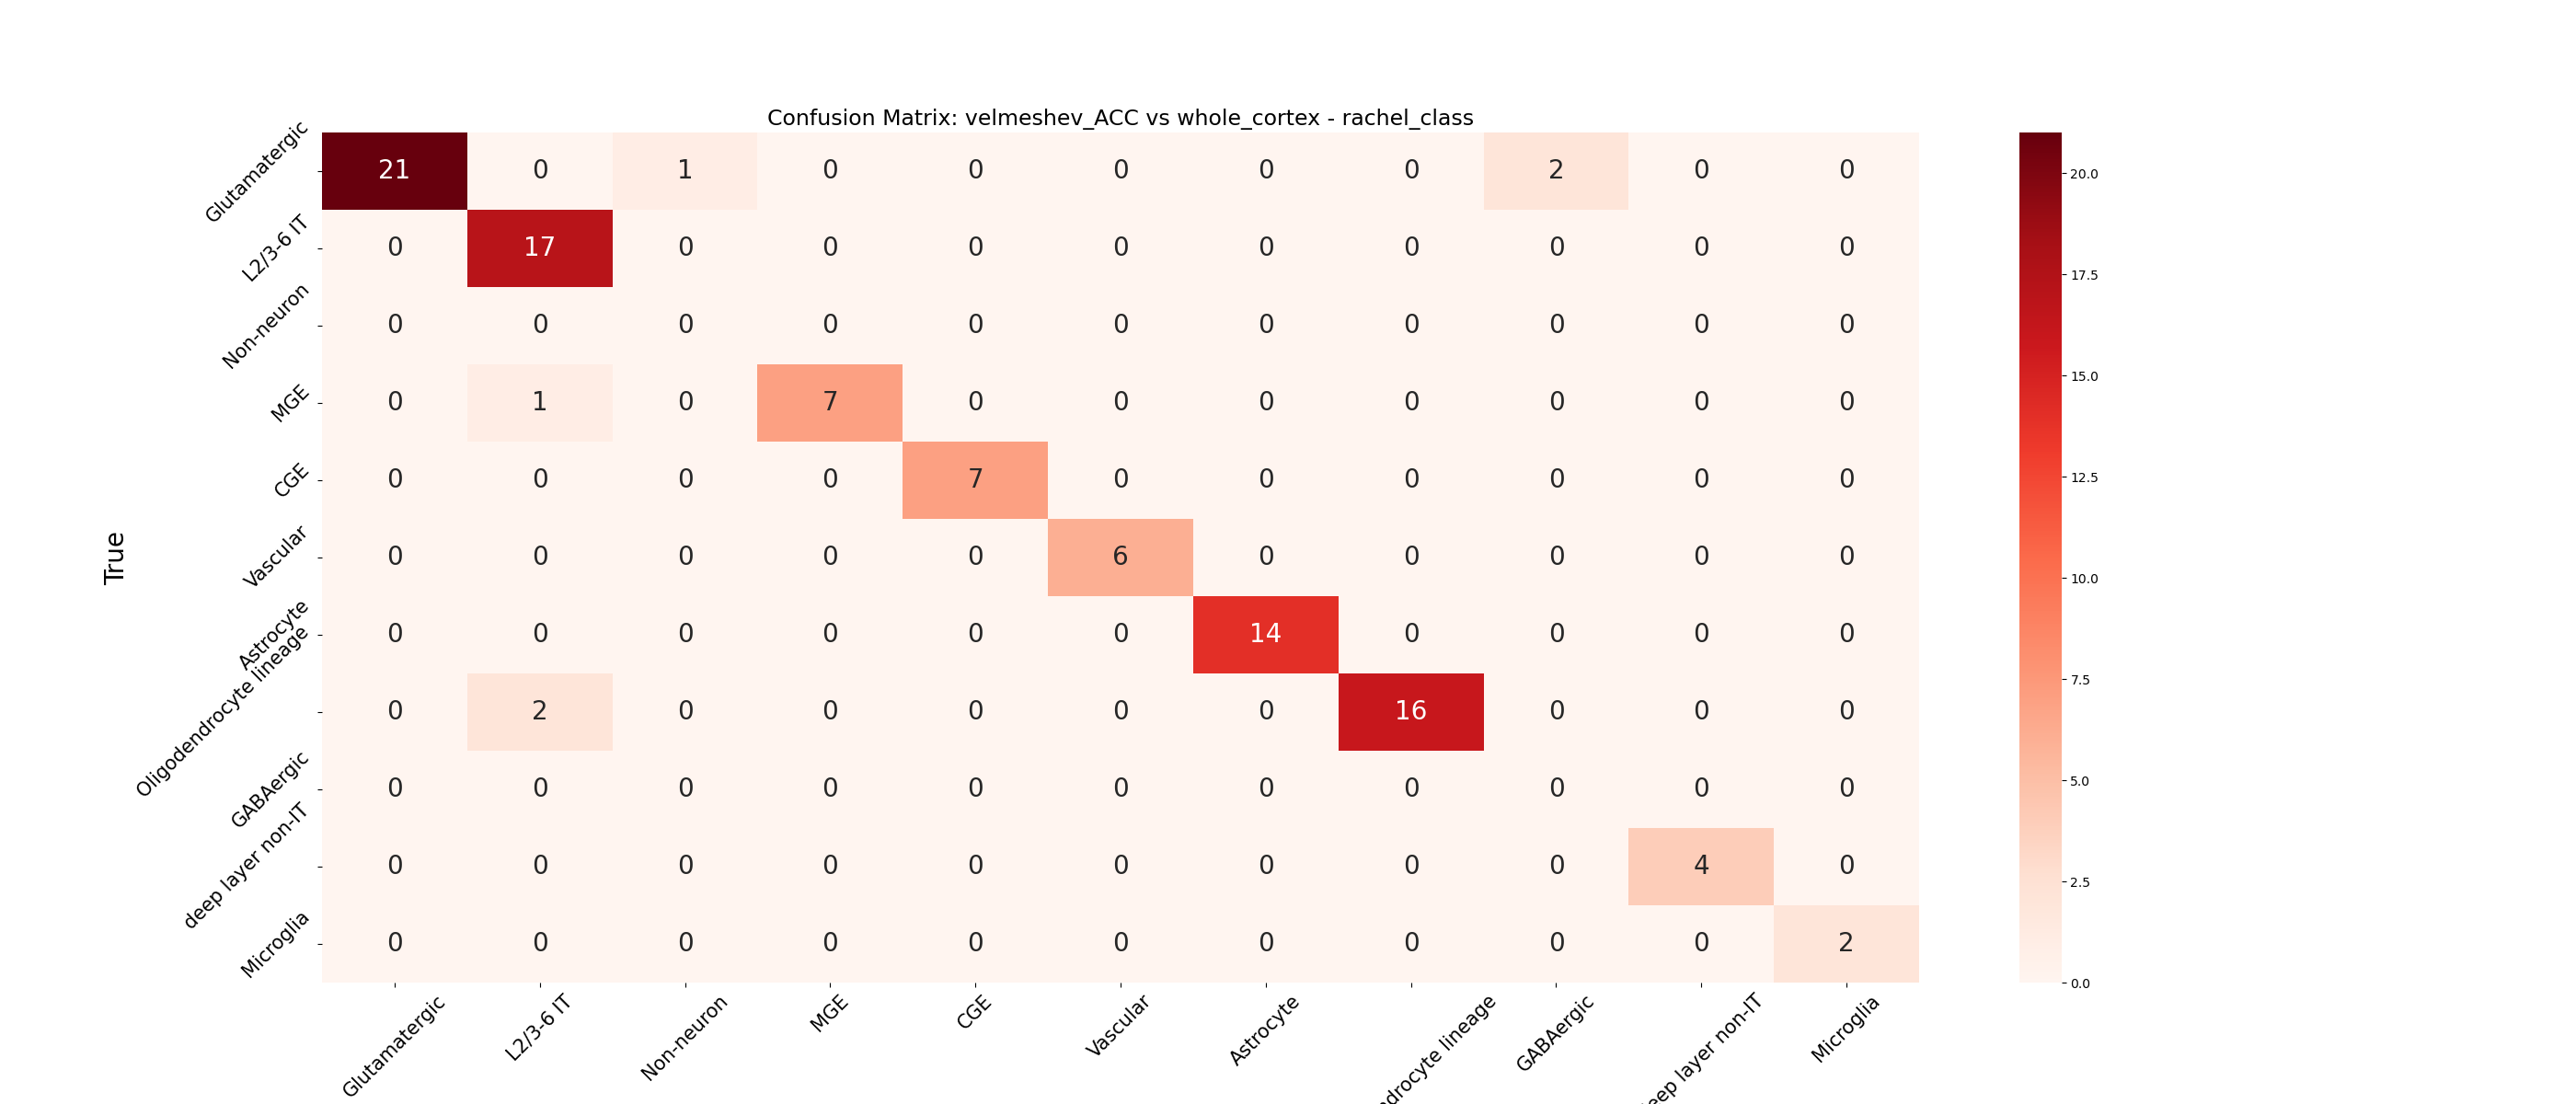 Confusion Matrix: velmeshev_ACC vs whole_cortex - rachel_class
True
Glutamatergic 21 0 1 0 0 0 0 0 2 0 0
L2/3-6 IT 0 17 0 0 0 0 0 0 0 0 0
Non-neuron 0 0 0 0 0 0 0 0 0 0 0
MGE 0 1 0 7 0 0 0 0 0 0 0
CGE 0 0 0 0 7 0 0 0 0 0 0
Vascular 0 0 0 0 0 6 0 0 0 0 0
Astrocyte 0 0 0 0 0 0 14 0 0 0 0
Oligodendrocyte lineage 0 2 0 0 0 0 0 16 0 0 0
GABAergic 0 0 0 0 0 0 0 0 0 0 0
deep layer non-IT 0 0 0 0 0 0 0 0 0 4 0
Microglia 0 0 0 0 0 0 0 0 0 0 2
Glutamatergic L2/3-6 IT Non-neuron MGE CGE Vascular Astrocyte ndrocyte lineage GABAergic eep layer non-IT Microglia
20.0
17.5
15.0
12.5
10.0
7.5
5.0
2.5
0.0